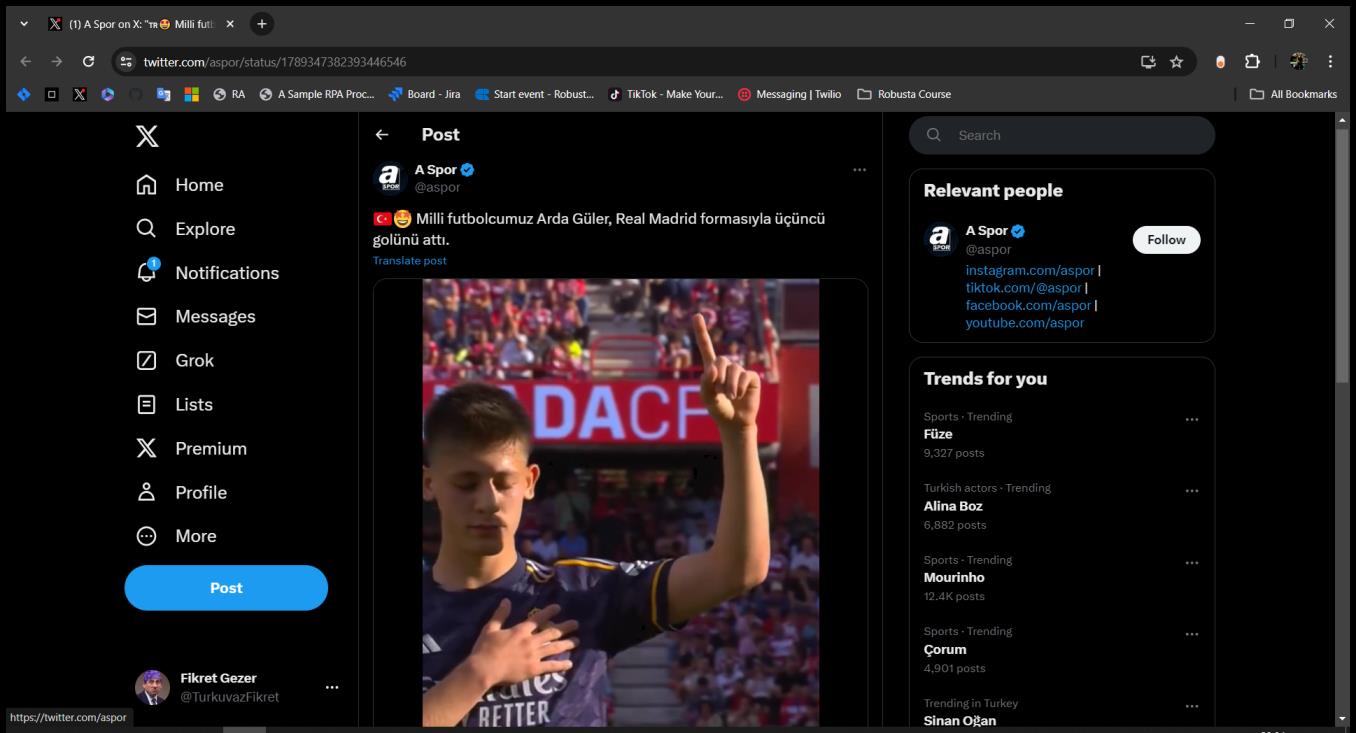 (1) A Spor on X: "TR🤩 Milli futb
twitter.com/aspor/status/1789347382393446546
RA
A Sample RPA Proc...
Board - Jira
Start event - Robust...
TikTok - Make Your...
Messaging | Twilio
Robusta Course
All Bookmarks
Home
Explore
1
Notifications
Messages
Grok
Lists
Premium
Profile
More
Post
Fikret Gezer
@TurkuvazFikret
https://twitter.com/aspor
Post
a SPOR
A Spor
@aspor
🇹🇷🤩 Milli futbolcumuz Arda Güler, Real Madrid formasıyla üçüncü
golünü attı.
Translate post
ADACF
BETTER
Search
Relevant people
a SPOR
A Spor
@aspor
Follow
instagram.com/aspor |
tiktok.com/@aspor |
facebook.com/aspor |
youtube.com/aspor
Trends for you
Sports · Trending
Füze
9,327 posts
Turkish actors · Trending
Alina Boz
6,882 posts
Sports · Trending
Mourinho
12.4K posts
Sports · Trending
Çorum
4,901 posts
Trending in Turkey
Sinan Oğan